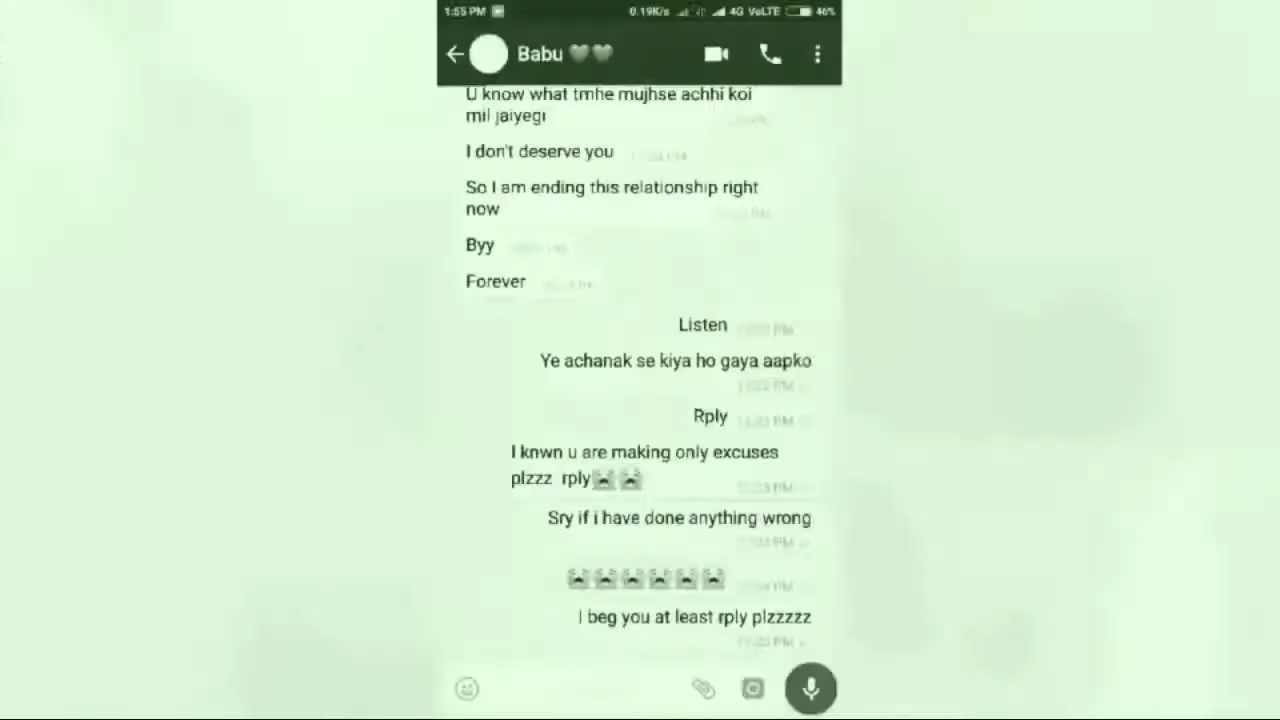 1:55 PM 0.19K/s 4G VoLTE 46%
Babu
U know what tmhe mujhse achhi koi
mil jaiyegi
I don't deserve you
So I am ending this relationship right
now
Byy
Forever
Listen
Ye achanak se kiya ho gaya aapko
Rply
I knwn u are making only excuses
plzzz rply
Sry if i have done anything wrong
I beg you at least rply plzzzzz